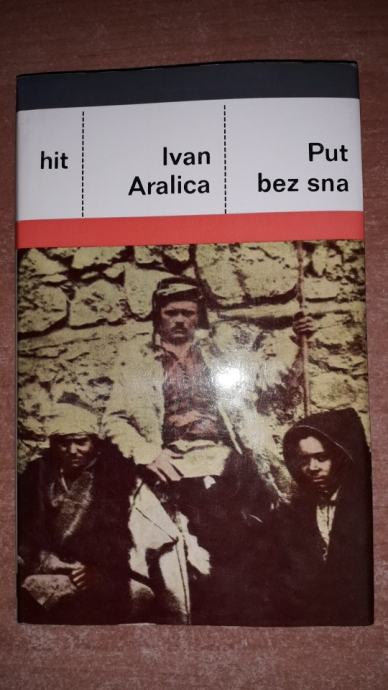 hit
Ivan
Aralica
Put
bez sna